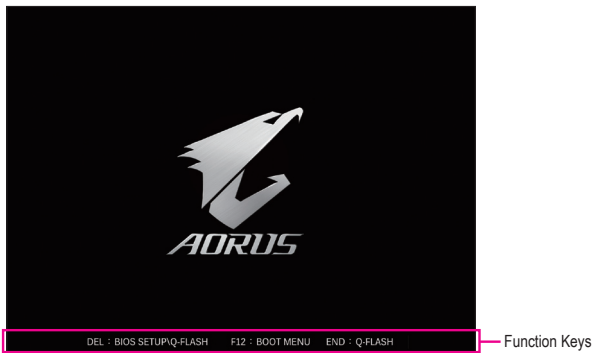 AORUS
DEL : BIOS SETUP\Q-FLASH F12 : BOOT MENU END : Q-FLASH
Function Keys